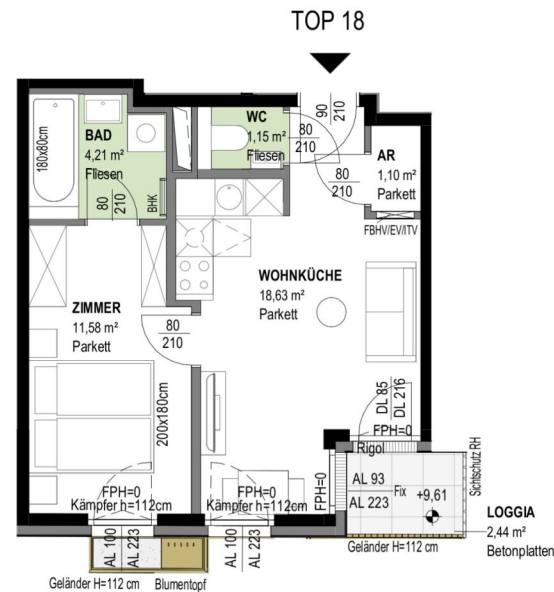 TOP 18
90
210
WC
1,15 m²
Fliesen
80
210
BAD
4,21 m²
Fliesen
180x80cm
80
210
BHK
AR
1,10 m²
Parkett
80
210
FBHV/EV/ITV
WOHNKÜCHE
18,63 m²
Parkett
ZIMMER
11,58 m²
Parkett
80
210
200x180cm
DL 85
DL 216
FPH=0
Rigol
FPH=0
Kämpfer h=112cm
FPH=0
Kämpfer h=112cm
FPH=0
AL 93
AL 223
Fix
+9,61
Sichtschutz RH
LOGGIA
2,44 m²
Betonplatten
AL 100
AL 223
AL 100
AL 223
Geländer H=112 cm
Geländer H=112 cm
Blumentopf